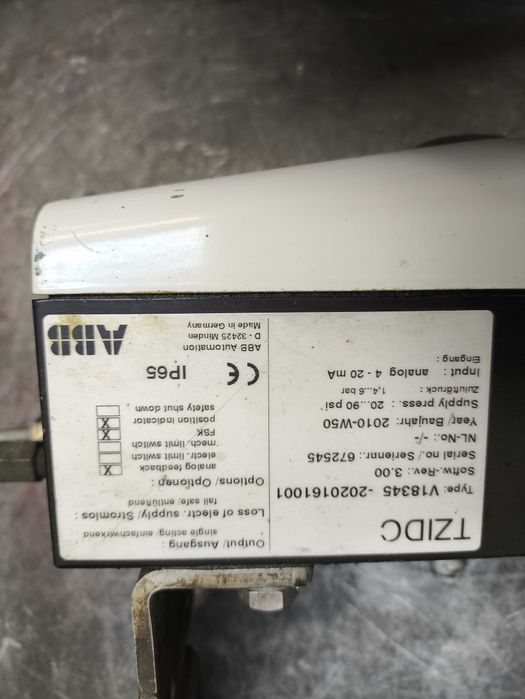 TZIDC
Type: V18345 -2020161001
Softw.-Rev.: 3.00
Serial ./no./ Seriennr.: 672545
NL-No.: -/-
Year/ Baujahr: 2010-W50
Supply press. : 20...90 psi
Zuluftdruck: 1,4...6 bar
Input : analog 4 - 20 mA
Eingang :
Output/ Ausgang:
single acting/ einfachwirkend
Loss of electr. supply/ Stromlos :
fail safe/ entlüftend
Options/ Optionen:
analog feedback X
electr. limit switch
mech. limit switch
FSK X
position indicator X
safety shut down
CE IP65
ABB Automation
D - 32425 Minden
Made in Germany
ABB